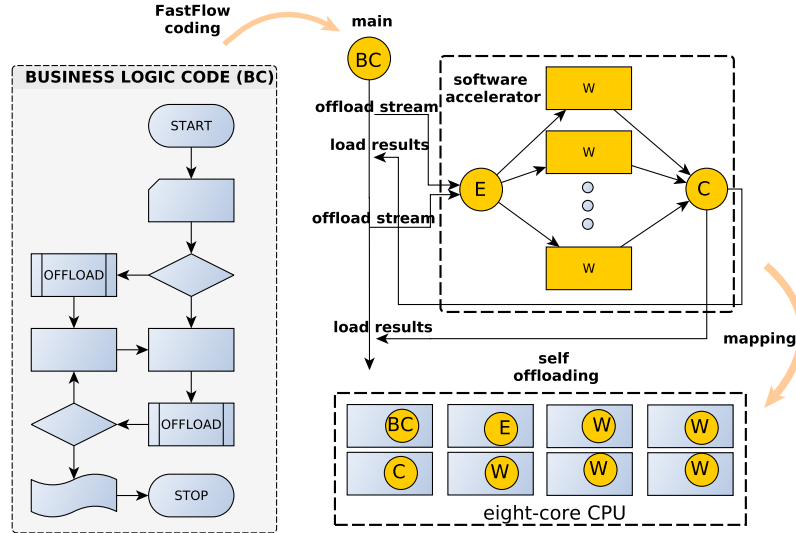 FastFlow
coding
main
BC
BUSINESS LOGIC CODE (BC)
START
OFFLOAD
OFFLOAD
STOP
software
accelerator
offload stream
load results
offload stream
load results
E
W
W
W
C
mapping
self
offloading
BC
E
W
W
C
W
W
W
eight-core CPU